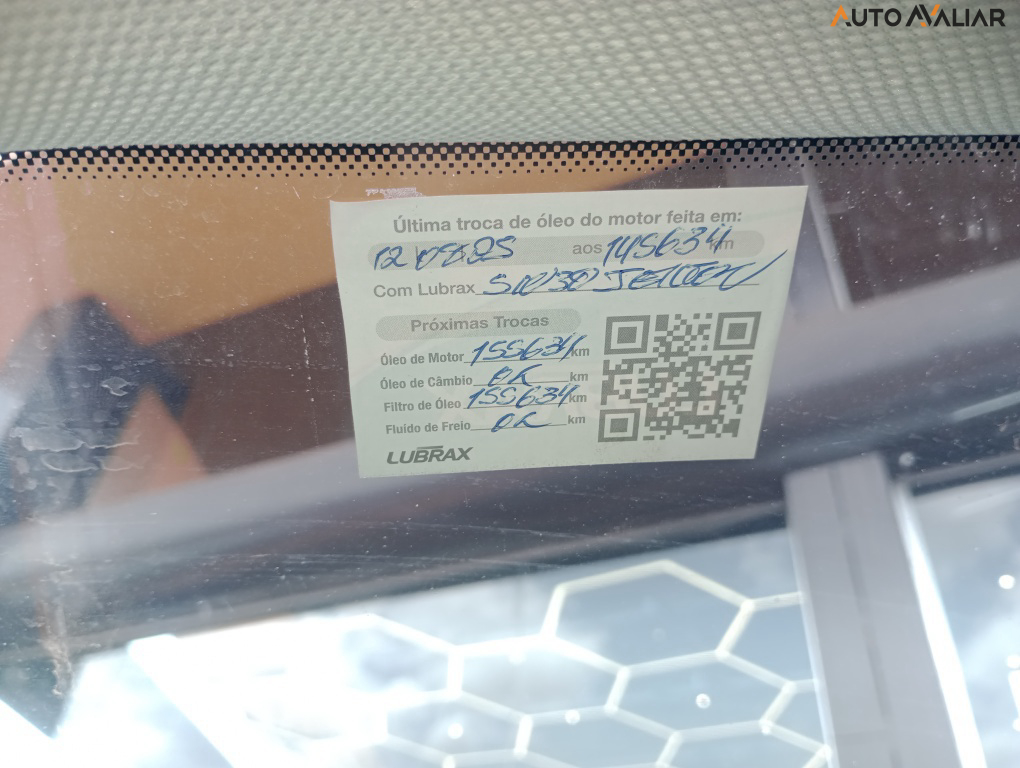 AUTO AVALIAR
Última troca de óleo do motor feita em:
12 08 25 aos 145634 km
Com Lubrax 5W30
Próximas Trocas
Óleo de Motor 155634 km
Óleo de Câmbio OK km
Filtro de Óleo 155634 km
Fluido de Freio OK km
LUBRAX